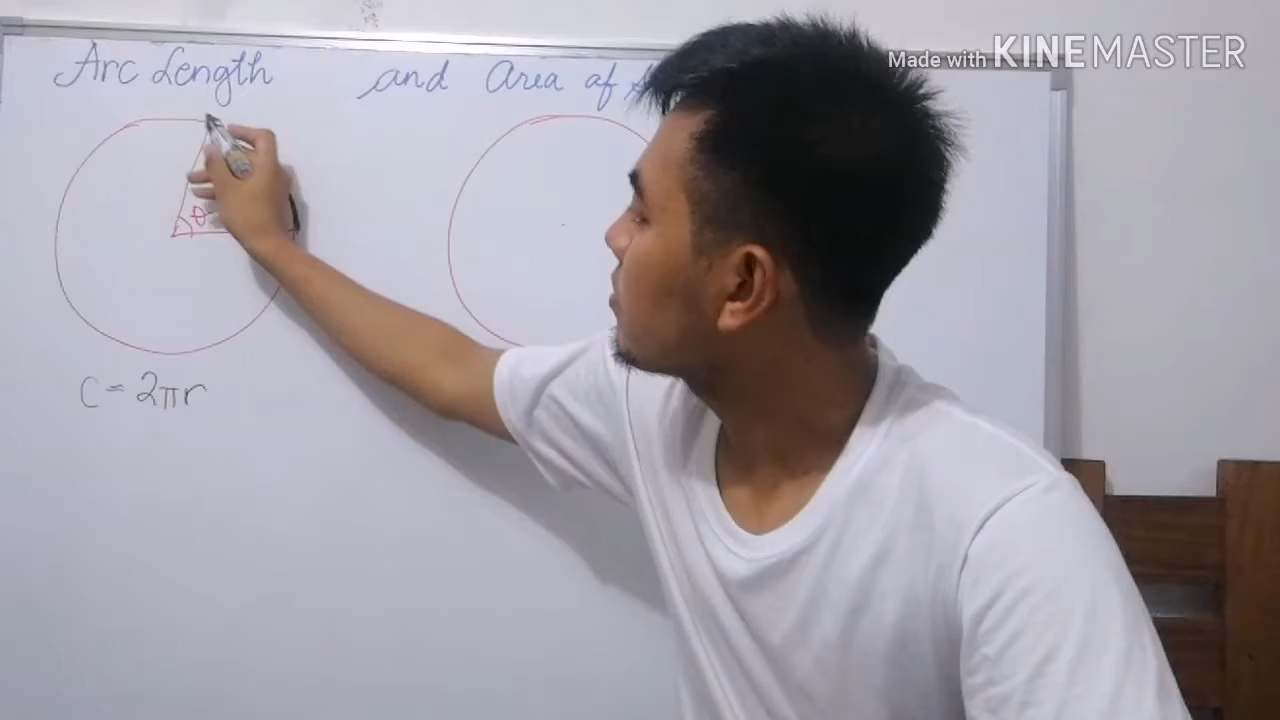 Made with KINEMASTER
Arc Length and Area of
θ
C = 2πr